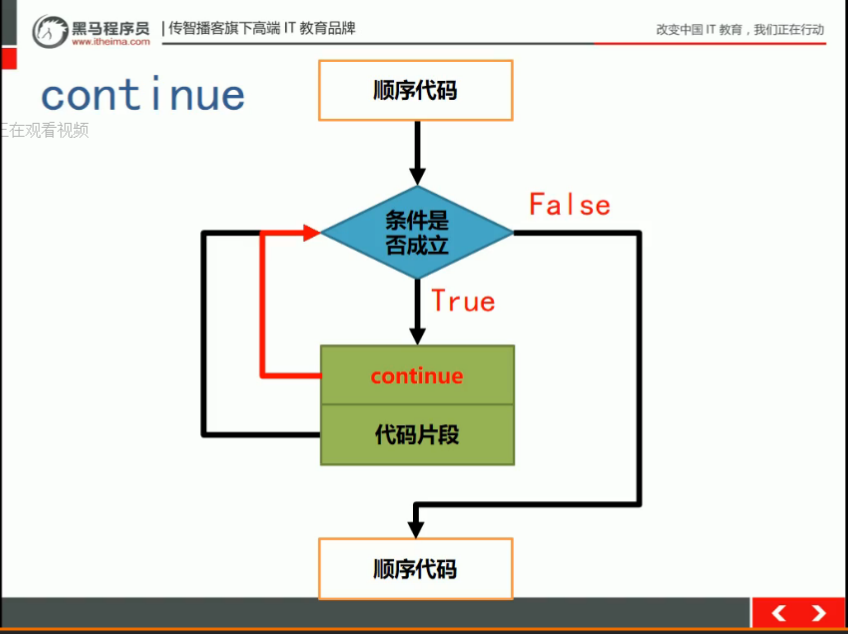 黑马程序员
www.itheima.com
传智播客旗下高端 IT 教育品牌
改变中国 IT 教育，我们正在行动
continue
正在观看视频
顺序代码
条件是
否成立
False
True
continue
代码片段
顺序代码